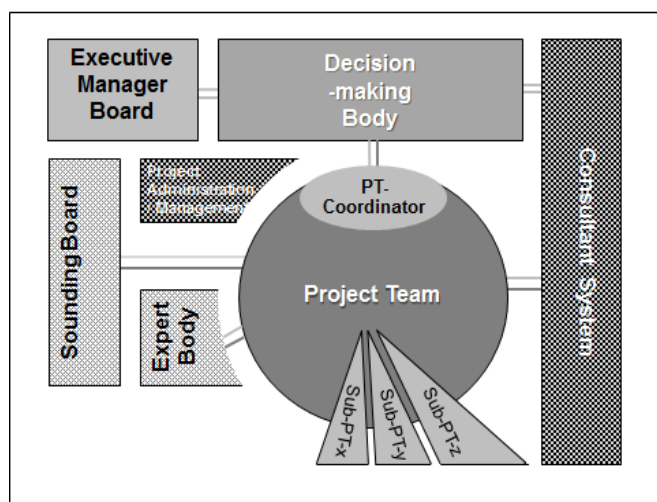 Executive
Manager
Board
Decision
-making
Body
Project
Administration
/ Management
PT-
Coordinator
Project Team
Sounding Board
Expert
Body
Consultant System
Sub-PT-x
Sub-PT-y
Sub-PT-z